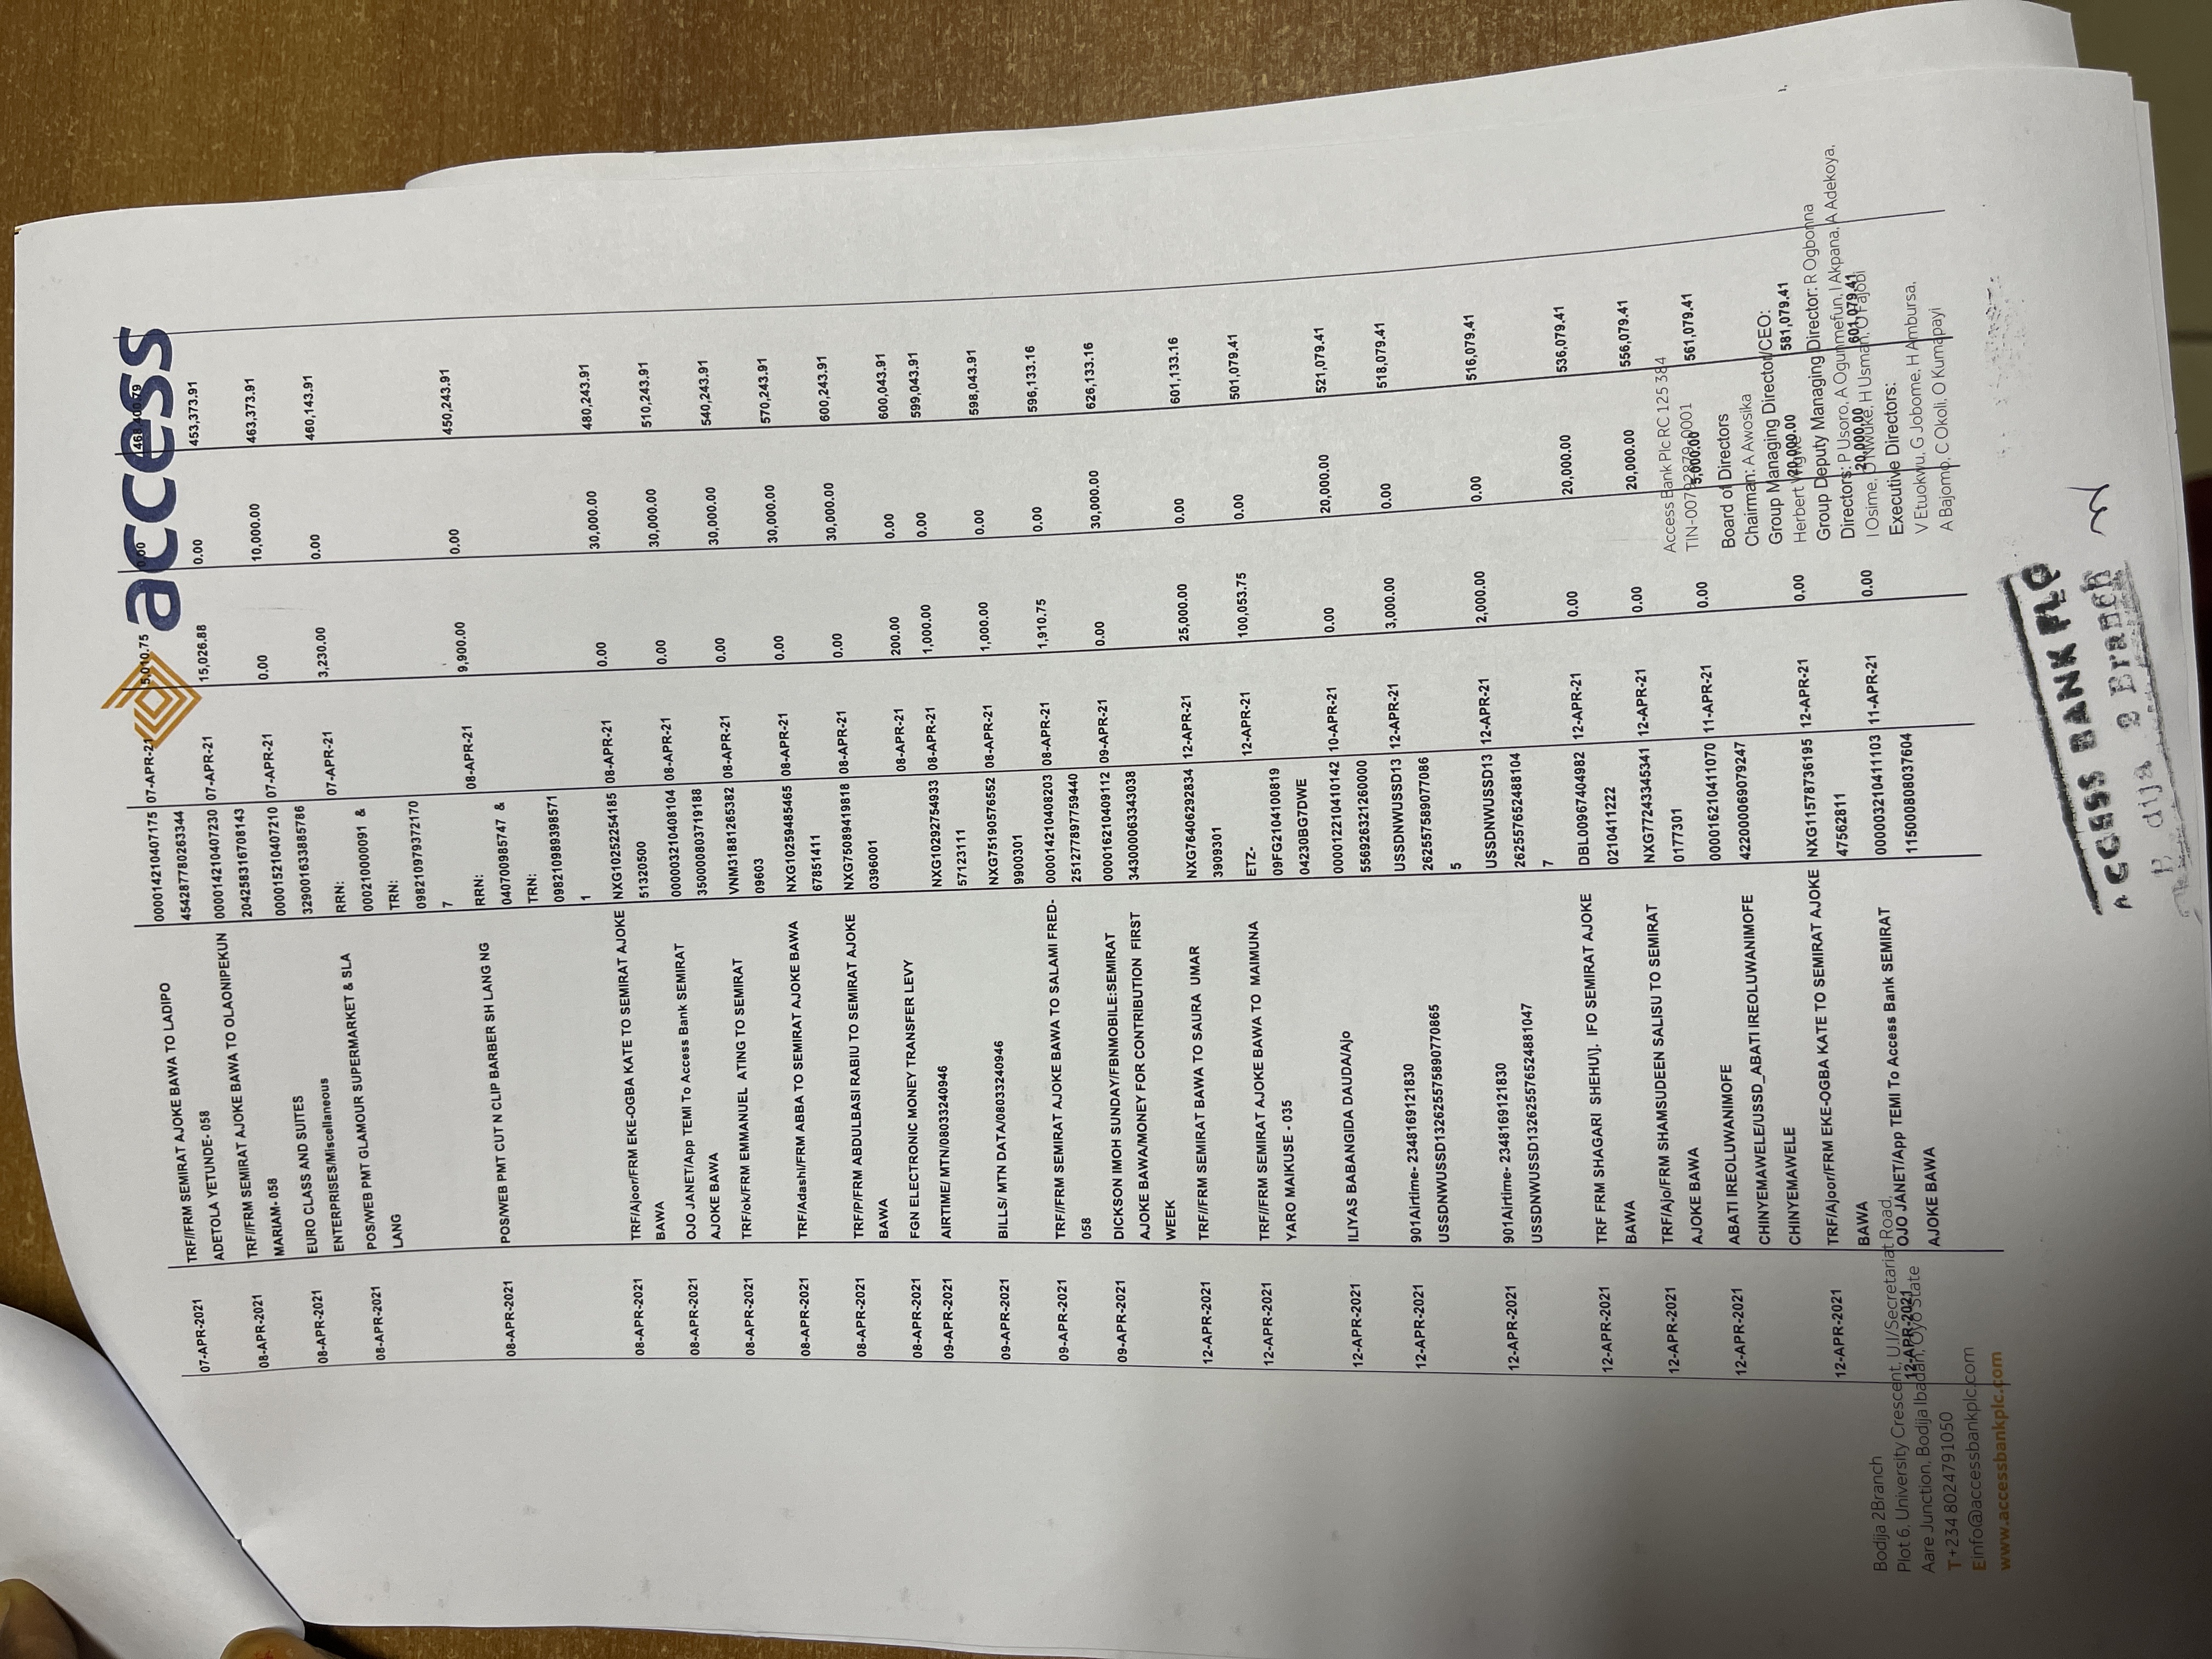 access
07-APR-2021 TRF//FRM SEMIRAT AJOKE BAWA TO LADIPO 000014210407175 07-APR-21 5,010.75 0.00 468,400.79
ADETOLA YETUNDE- 058 454287780263344
08-APR-2021 TRF//FRM SEMIRAT AJOKE BAWA TO OLAONIPEKUN 000014210407230 07-APR-21 15,026.88 0.00 453,373.91
MARIAM- 058 204258316708143
08-APR-2021 EURO CLASS AND SUITES 000015210407210 07-APR-21 0.00 10,000.00 463,373.91
ENTERPRISES/Miscellaneous 329001633885786
08-APR-2021 POS/WEB PMT GLAMOUR SUPERMARKET & SLA RRN: 07-APR-21 3,230.00 0.00 460,143.91
LANG 000210000091 &
TRN:
098210979372170
7
08-APR-2021 POS/WEB PMT CUT N CLIP BARBER SH LANG NG RRN: 08-APR-21 9,900.00 0.00 450,243.91
040700985747 &
TRN:
098210989398571
1
08-APR-2021 TRF/Ajoor/FRM EKE-OGBA KATE TO SEMIRAT AJOKE NXG10252254185 08-APR-21 0.00 30,000.00 480,243.91
BAWA 51320500
08-APR-2021 OJO JANET/App TEMI To Access Bank SEMIRAT 000003210408104 08-APR-21 0.00 30,000.00 510,243.91
AJOKE BAWA 350000803719188
08-APR-2021 TRF/ok/FRM EMMANUEL ATING TO SEMIRAT VNM31881265382 08-APR-21 0.00 30,000.00 540,243.91
09603
08-APR-2021 TRF/Adashi/FRM ABBA TO SEMIRAT AJOKE BAWA NXG10259485465 08-APR-21 0.00 30,000.00 570,243.91
67851411
08-APR-2021 TRF/P/FRM ABDULBASI RABIU TO SEMIRAT AJOKE NXG75089419818 08-APR-21 0.00 30,000.00 600,243.91
BAWA 0396001
08-APR-2021 FGN ELECTRONIC MONEY TRANSFER LEVY 08-APR-21 200.00 0.00 600,043.91
09-APR-2021 AIRTIME/ MTN/08033240946 NXG10292754933 08-APR-21 1,000.00 0.00 599,043.91
57123111
09-APR-2021 BILLS/ MTN DATA/08033240946 NXG75190576552 08-APR-21 1,000.00 0.00 598,043.91
9900301
09-APR-2021 TRF//FRM SEMIRAT AJOKE BAWA TO SALAMI FRED- 000014210408203 08-APR-21 1,910.75 0.00 596,133.16
058 251277897759440
09-APR-2021 DICKSON IMOH SUNDAY/FBNMOBILE:SEMIRAT 000016210409112 09-APR-21 0.00 30,000.00 626,133.16
AJOKE BAWA/MONEY FOR CONTRIBUTION FIRST 343000063343038
WEEK
12-APR-2021 TRF//FRM SEMIRAT BAWA TO SAURA UMAR NXG76406292834 12-APR-21 25,000.00 0.00 601,133.16
3909301
12-APR-2021 TRF//FRM SEMIRAT AJOKE BAWA TO MAIMUNA ETZ- 12-APR-21 100,053.75 0.00 501,079.41
YARO MAIKUSE - 035 09FG2104100819
04230BG7DWE
12-APR-2021 ILIYAS BABANGIDA DAUDA/Ajo 000012210410142 10-APR-21 0.00 20,000.00 521,079.41
556926321260000
12-APR-2021 901Airtime- 2348169121830 USSDNWUSSD13 12-APR-21 3,000.00 0.00 518,079.41
USSDNWUSSD132625575890770865 262557589077086
5
12-APR-2021 901Airtime- 2348169121830 USSDNWUSSD13 12-APR-21 2,000.00 0.00 516,079.41
USSDNWUSSD132625576524881047 262557652488104
7
12-APR-2021 TRF FRM SHAGARI SHEHU\]. IFO SEMIRAT AJOKE DBL00967404982 12-APR-21 0.00 20,000.00 536,079.41
BAWA 0210411222
12-APR-2021 TRF/Ajo/FRM SHAMSUDEEN SALISU TO SEMIRAT NXG77243345341 12-APR-21 0.00 20,000.00 556,079.41
AJOKE BAWA 0177301
12-APR-2021 ABATI IREOLUWANIMOFE 000016210411070 11-APR-21 0.00 5,000.00 561,079.41
CHINYEMAWELE/USSD_ABATI IREOLUWANIMOFE 422000069079247
CHINYEMAWELE
12-APR-2021 TRF/Ajoor/FRM EKE-OGBA KATE TO SEMIRAT AJOKE NXG11578736195 12-APR-21 0.00 20,000.00 581,079.41
BAWA 47562811
12-APR-2021 OJO JANET/App TEMI To Access Bank SEMIRAT 000003210411103 11-APR-21 0.00 20,000.00 601,079.41
AJOKE BAWA 115000808037604
Bodija 2Branch
Plot 6, University Crescent, U.I/Secretariat Road,
Aare Junction, Bodija Ibadan, Oyo State
T+234 8024791050
Einfo@accessbankplc.com
www.accessbankplc.com
Access Bank Plc RC 125 384
TIN-00792879-0001
Board of Directors
Chairman: A Awosika
Group Managing Director/CEO:
Herbert Wigwe
Group Deputy Managing Director: R Ogbonna
Directors: P Usoro, A Ogunmefun, I Akpana, A Adekoya,
I Osime, O Nwuke, H Usman, O Fajobi
Executive Directors:
V Etuokwu, G Jobome, H Ambursa,
A Bajomo, C Okoli, O Kumapayi
ACCESS BANK PLC
B dija 2 Branch